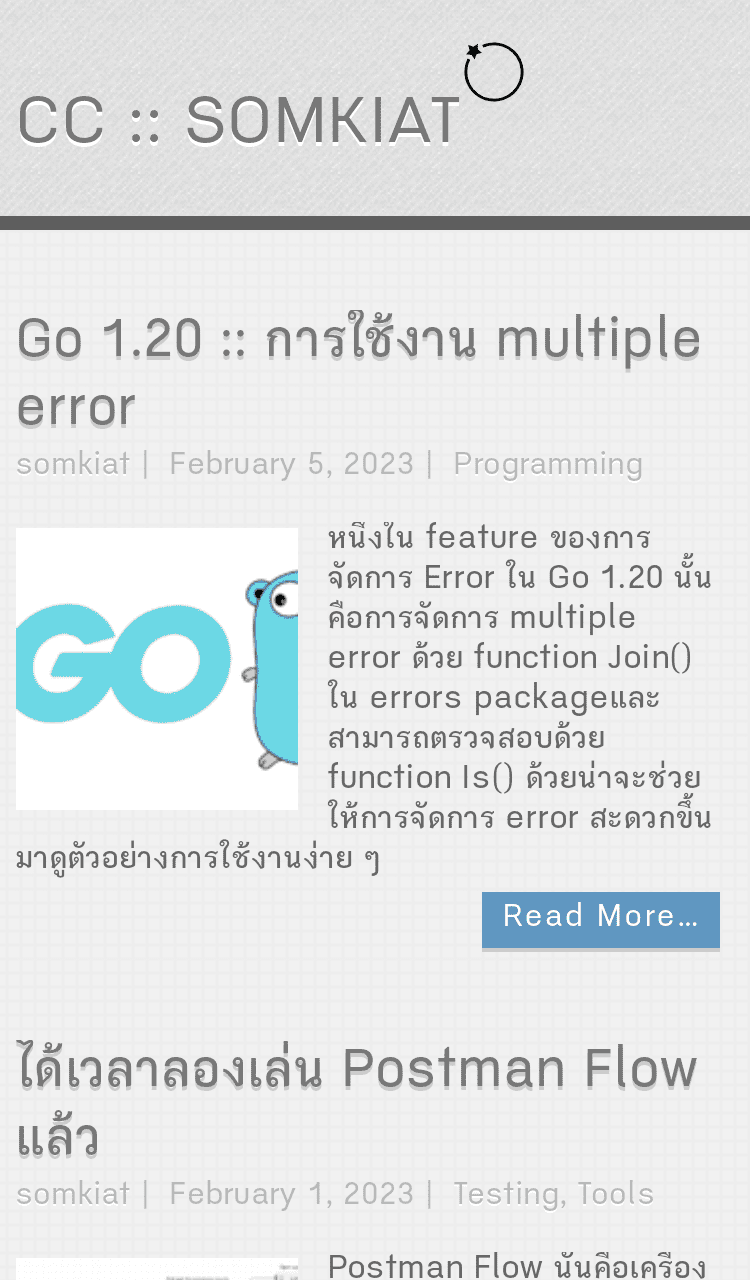 CC :: SOMKIAT
Go 1.20 :: การใช้งาน multiple
error
somkiat | February 5, 2023 | Programming
GO
หนึ่งใน feature ของการ
จัดการ Error ใน Go 1.20 นั้น
คือการจัดการ multiple
error ด้วย function Join()
ใน errors packageและ
สามารถตรวจสอบด้วย
function Is() ด้วยน่าจะช่วย
ให้การจัดการ error สะดวกขึ้น
มาดูตัวอย่างการใช้งานง่าย ๆ
Read More…
ได้เวลาลองเล่น Postman Flow
แล้ว
somkiat | February 1, 2023 | Testing, Tools
Postman Flow นั้นคือเครื่อง